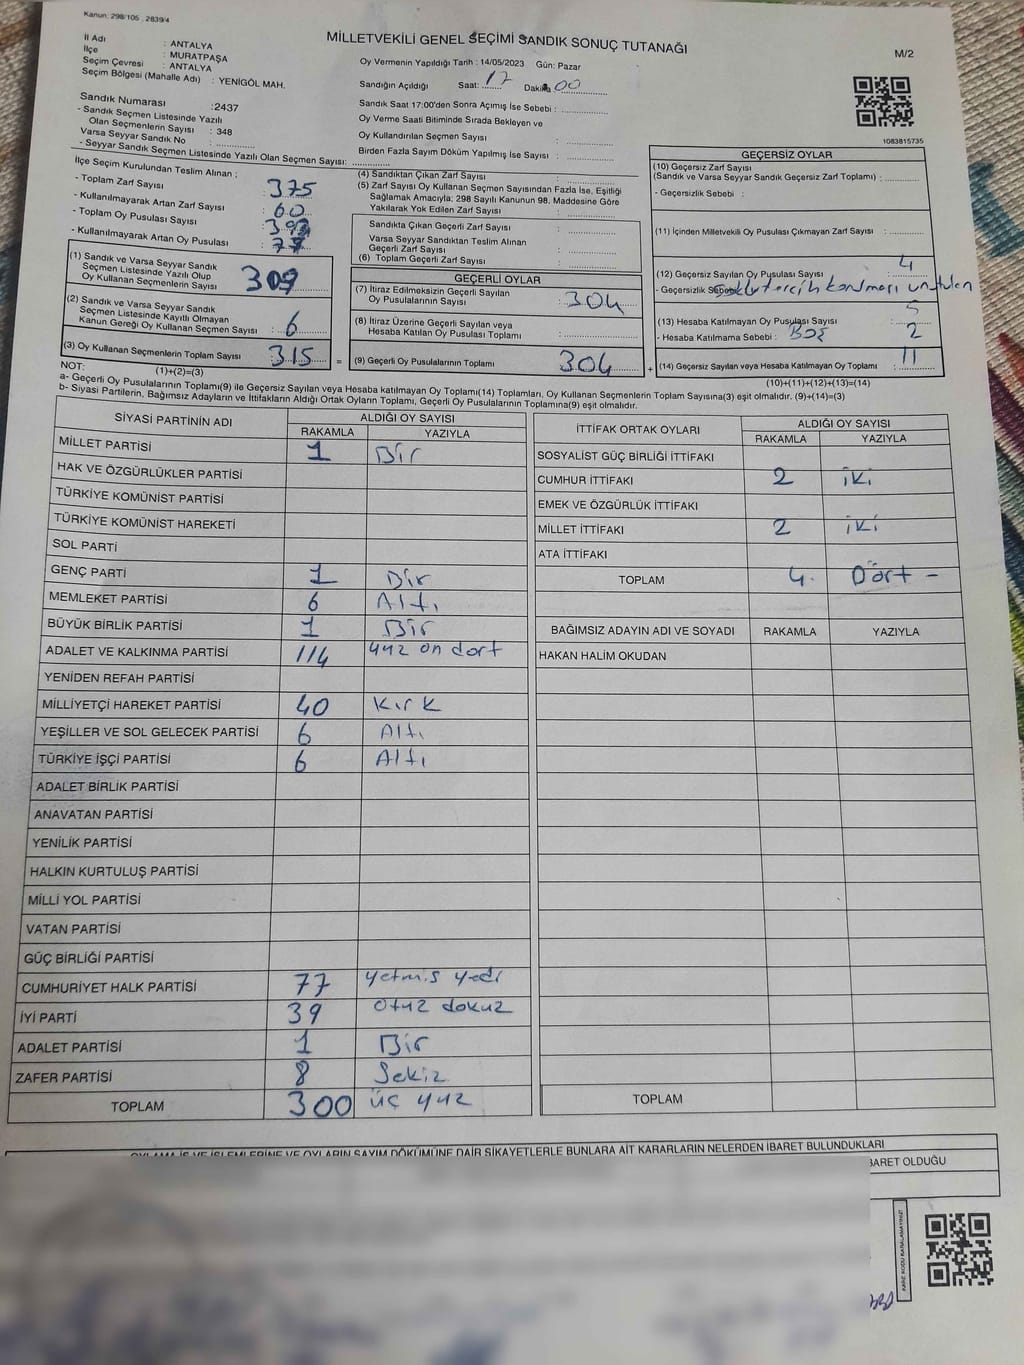 Kanun: 298/105 , 2839/4
MİLLETVEKİLİ GENEL SEÇİMİ SANDIK SONUÇ TUTANAĞI
M/2
İl Adı : ANTALYA
İlçe : MURATPAŞA
Seçim Çevresi : ANTALYA
Seçim Bölgesi (Mahalle Adı) : YENİGÖL MAH.
Oy Vermenin Yapıldığı Tarih : 14/05/2023 Gün: Pazar
Sandığın Açıldığı Saat: 17 Dakika 00
Sandık Saat 17:00'den Sonra Açımış İse Sebebi :
Oy Verme Saati Bitiminde Sırada Bekleyen ve
Oy Kullandırılan Seçmen Sayısı :
Birden Fazla Sayım Döküm Yapılmış İse Sayısı :
1083815735
Sandık Numarası :2437
- Sandık Seçmen Listesinde Yazılı
Olan Seçmenlerin Sayısı : 348
Varsa Seyyar Sandık No :
- Seyyar Sandık Seçmen Listesinde Yazılı Olan Seçmen Sayısı:
İlçe Seçim Kurulundan Teslim Alınan ;
- Toplam Zarf Sayısı : 375
- Kullanılmayarak Artan Zarf Sayısı : 60
- Toplam Oy Pusulası Sayısı :
- Kullanılmayarak Artan Oy Pusulası :
(1) Sandık ve Varsa Seyyar Sandık
Seçmen Listesinde Yazılı Olup
Oy Kullanan Seçmenlerin Sayısı 309
(2) Sandık ve Varsa Seyyar Sandık
Seçmen Listesinde Kayıtlı Olmayan
Kanun Gereği Oy Kullanan Seçmen Sayısı : 6
(3) Oy Kullanan Seçmenlerin Toplam Sayısı 315 =
(1)+(2)=(3)
(4) Sandıktan Çıkan Zarf Sayısı :
(5) Zarf Sayısı Oy Kullanan Seçmen Sayısından Fazla İse, Eşitliği
Sağlamak Amacıyla; 298 Sayılı Kanunun 98. Maddesine Göre
Yakılarak Yok Edilen Zarf Sayısı :
Sandıkta Çıkan Geçerli Zarf Sayısı :
Varsa Seyyar Sandıktan Teslim Alınan
Geçerli Zarf Sayısı :
(6) Toplam Geçerli Zarf Sayısı :
GEÇERLİ OYLAR
(7) İtiraz Edilmeksizin Geçerli Sayılan
Oy Pusulalarının Sayısı : 304
(8) İtiraz Üzerine Geçerli Sayılan veya
Hesaba Katılan Oy Pusulası Toplamı :
(9) Geçerli Oy Pusulalarının Toplamı : 304 +
GEÇERSİZ OYLAR
(10) Geçersiz Zarf Sayısı
(Sandık ve Varsa Seyyar Sandık Geçersiz Zarf Toplamı) :
- Geçersizlik Sebebi :
(11) İçinden Milletvekili Oy Pusulası Çıkmayan Zarf Sayısı :
(12) Geçersiz Sayılan Oy Pusulası Sayısı : 4
- Geçersizlik Sebebi
5
(13) Hesaba Katılmayan Oy Pusulası Sayısı : 2
- Hesaba Katılmama Sebebi : Boş
(14) Geçersiz Sayılan veya Hesaba Katılmayan Oy Toplamı : 11
(10)+(11)+(12)+(13)=(14)
NOT:
a- Geçerli Oy Pusulalarının Toplamı(9) ile Geçersiz Sayılan veya Hesaba katılmayan Oy Toplamı(14) Toplamları, Oy Kullanan Seçmenlerin Toplam Sayısına(3) eşit olmalıdır. (9)+(14)=(3)
b- Siyasi Partilerin, Bağımsız Adayların ve İttifakların Aldığı Ortak Oyların Toplamı, Geçerli Oy Pusulalarının Toplamına(9) eşit olmalıdır.
SİYASİ PARTİNİN ADI ALDIĞI OY SAYISI
RAKAMLA YAZIYLA
MİLLET PARTİSİ 1 Bir
HAK VE ÖZGÜRLÜKLER PARTİSİ
TÜRKİYE KOMÜNİST PARTİSİ
TÜRKİYE KOMÜNİST HAREKETİ
SOL PARTİ
GENÇ PARTİ 1 Bir
MEMLEKET PARTİSİ 6 Altı
BÜYÜK BİRLİK PARTİSİ 1 Bir
ADALET VE KALKINMA PARTİSİ 114 yüz on dört
YENİDEN REFAH PARTİSİ
MİLLİYETÇİ HAREKET PARTİSİ 40 Kırk
YEŞİLLER VE SOL GELECEK PARTİSİ 6 Altı
TÜRKİYE İŞÇİ PARTİSİ 6 Altı
ADALET BİRLİK PARTİSİ
ANAVATAN PARTİSİ
YENİLİK PARTİSİ
HALKIN KURTULUŞ PARTİSİ
MİLLİ YOL PARTİSİ
VATAN PARTİSİ
GÜÇ BİRLİĞİ PARTİSİ
CUMHURİYET HALK PARTİSİ 77 yetmiş yedi
İYİ PARTİ 39 otuz dokuz
ADALET PARTİSİ 1 Bir
ZAFER PARTİSİ 8 Sekiz
TOPLAM 300 üç yüz
İTTİFAK ORTAK OYLARI ALDIĞI OY SAYISI
RAKAMLA YAZIYLA
SOSYALİST GÜÇ BİRLİĞİ İTTİFAKI
CUMHUR İTTİFAKI 2 iki
EMEK VE ÖZGÜRLÜK İTTİFAKI
MİLLET İTTİFAKI 2 iki
ATA İTTİFAKI
TOPLAM 4. Dört -
BAĞIMSIZ ADAYIN ADI VE SOYADI RAKAMLA YAZIYLA
HAKAN HALİM OKUDAN
TOPLAM
OYLAMA İŞ VE İŞLEMLERİNE VE OYLARIN SAYIM DÖKÜMÜNE DAİR ŞİKAYETLERLE BUNLARA AİT KARARLARIN NELERDEN İBARET BULUNDUKLARI
BARET OLDUĞU
KARE KODU KARALAMAYINIZ!